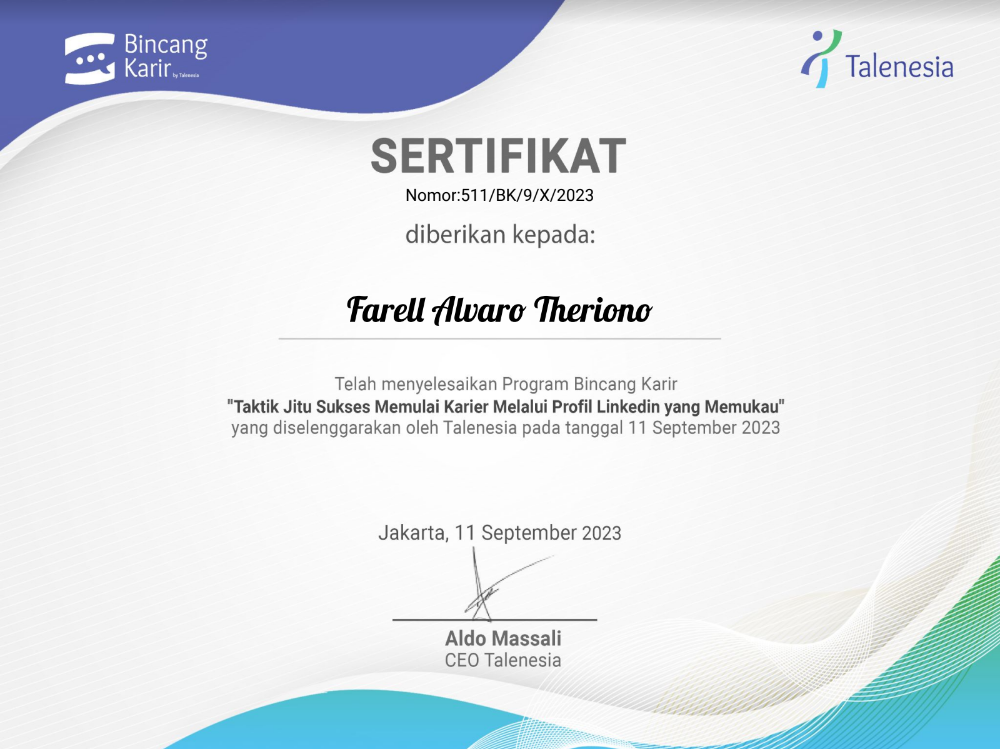 Bincang
Karir by Talenesia
Talenesia
SERTIFIKAT
Nomor:511/BK/9/X/2023
diberikan kepada:
Farell Alvaro Theriono
Telah menyelesaikan Program Bincang Karir
"Taktik Jitu Sukses Memulai Karier Melalui Profil Linkedin yang Memukau"
yang diselenggarakan oleh Talenesia pada tanggal 11 September 2023
Jakarta, 11 September 2023
Aldo Massali
CEO Talenesia